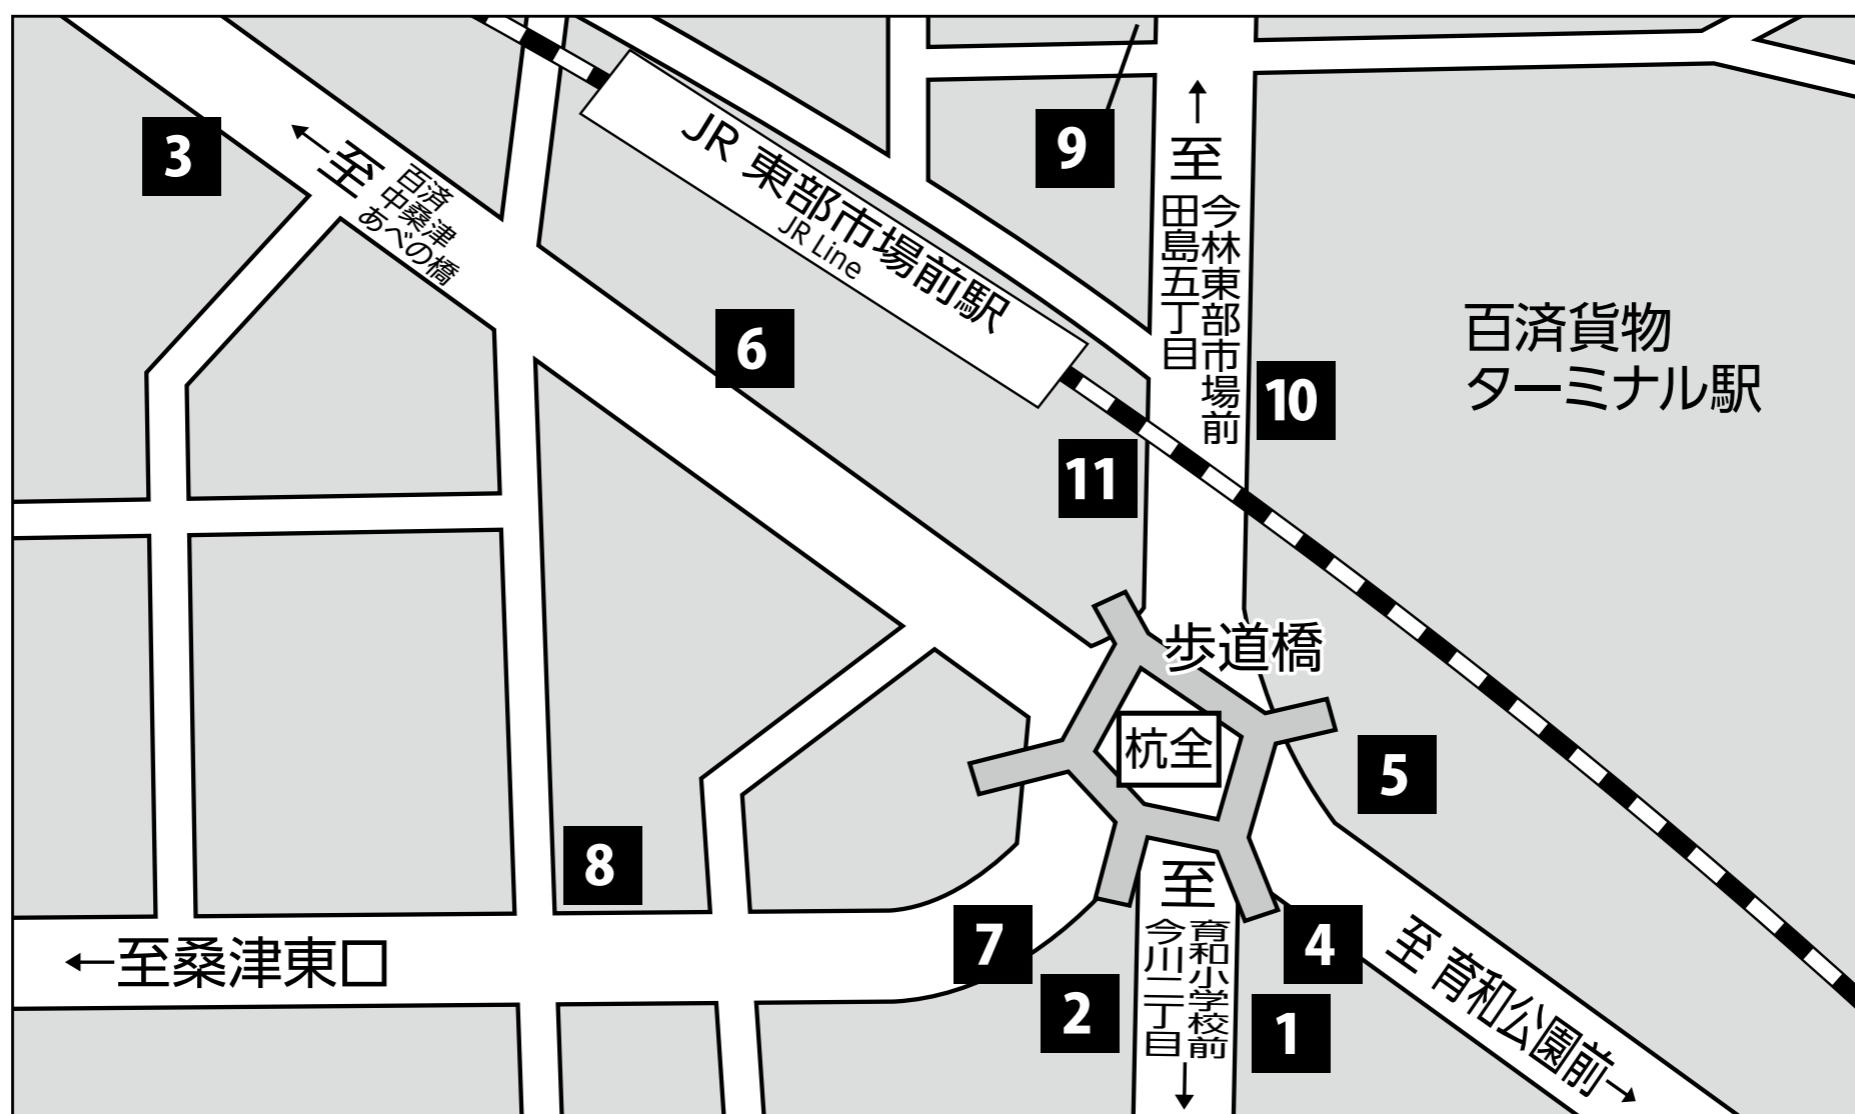 3
9
至
百済
中桑津
あべの橋
JR 東部市場前駅
JR Line
至
今林東部市場前
田島五丁目
6
10
百済貨物
ターミナル駅
11
歩道橋
杭全
5
8
至
育和小学校前
今川二丁目
7
4
至桑津東口
至 育和公園前
2
1